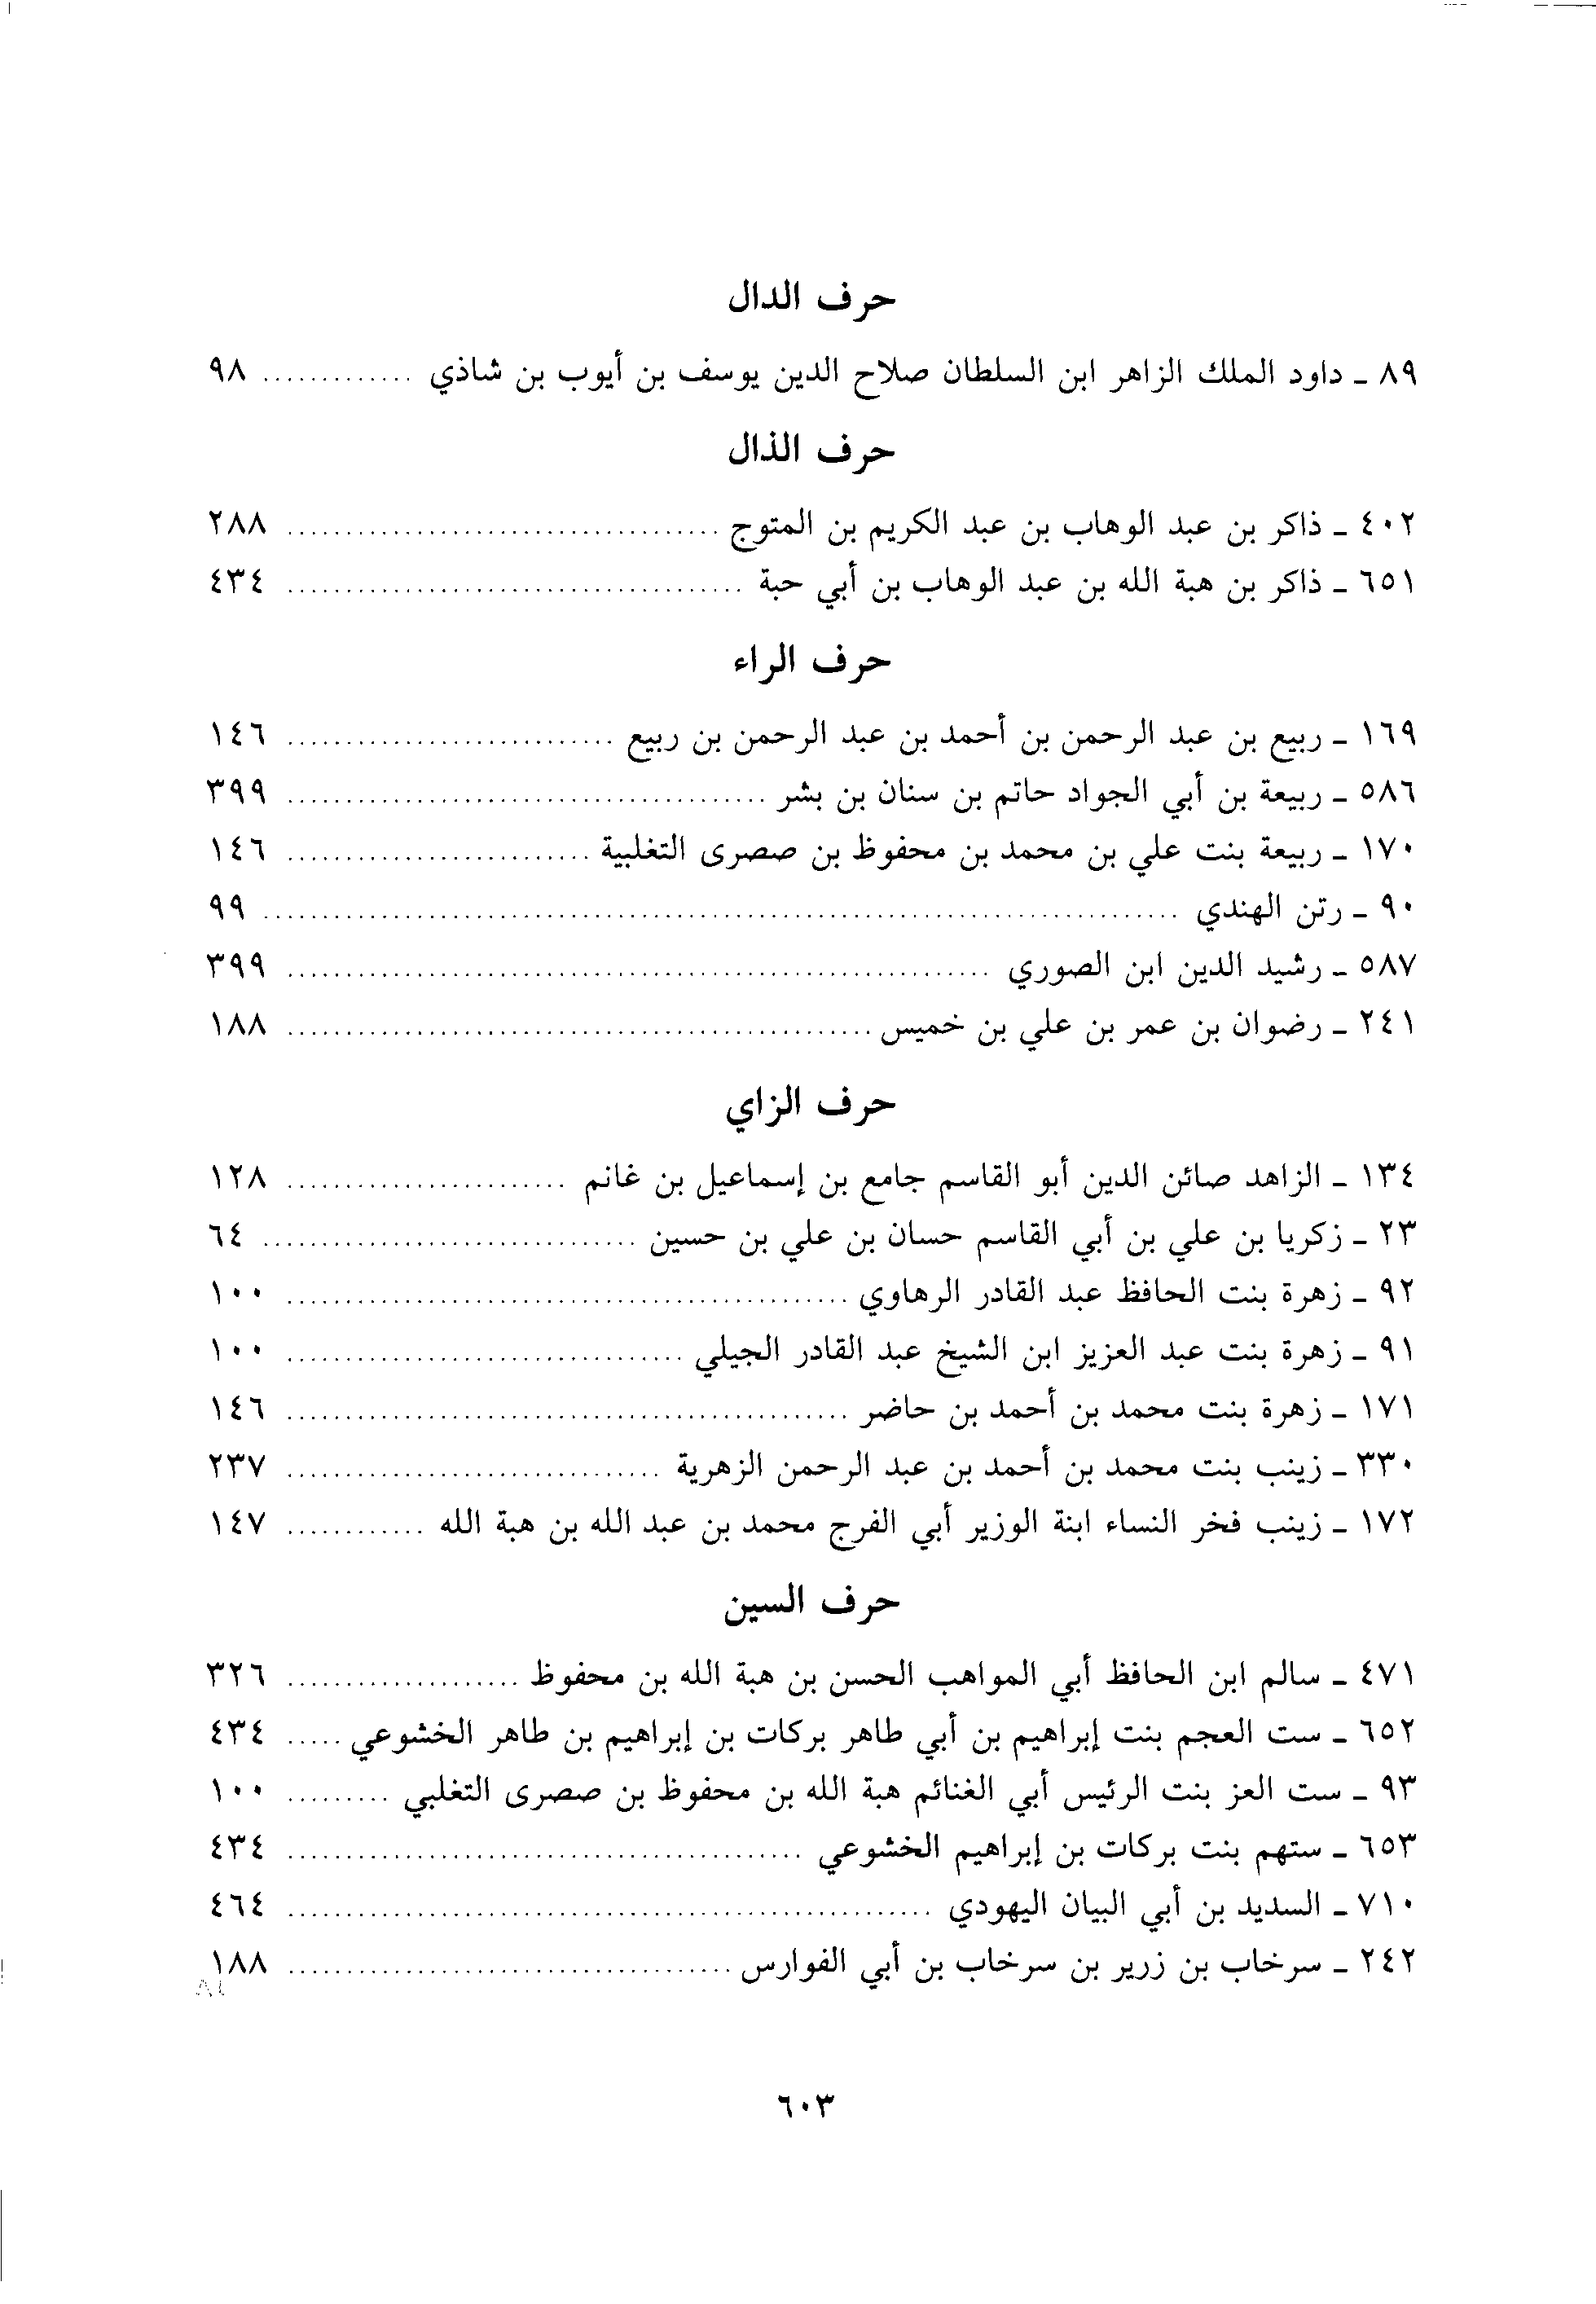 حرف الدال
٨٩ ـ داود الملك الزاهر ابن السلطان صلاح الدين يوسف بن أيوب بن شاذي ............. ٩٨
حرف الذال
٤٠٢ ـ ذاكر بن عبد الوهاب بن عبد الكريم بن المتوج ..................................... ٢٨٨
٦٥١ ـ ذاكر بن هبة الله بن عبد الوهاب بن أبي حبة ....................................... ٤٣٤
حرف الراء
١٦٩ ـ ربيع بن عبد الرحمن بن أحمد بن عبد الرحمن بن ربيع ............................ ١٤٦
٥٨٦ ـ ربيعة بن أبي الجواد حاتم بن سنان بن بشر ......................................... ٣٩٩
١٧٠ ـ ربيعة بنت علي بن محمد بن محفوظ بن صصرى التغلبية .......................... ١٤٦
٩٠ ـ رتن الهندي ............................................................................... ٩٩
٥٨٧ ـ رشيد الدين ابن الصوري ............................................................ ٣٩٩
٢٤١ ـ رضوان بن عمر بن علي بن خميس .................................................. ١٨٨
حرف الزاي
١٣٤ ـ الزاهد صائن الدين أبو القاسم جامع بن إسماعيل بن غانم ........................ ١٢٨
٢٣ ـ زكريا بن علي بن أبي القاسم حسان بن علي بن حسين ................................ ٦٤
٩٢ ـ زهرة بنت الحافظ عبد القادر الرهاوي ................................................ ١٠٠
٩١ ـ زهرة بنت عبد العزيز ابن الشيخ عبد القادر الجيلي .................................. ١٠٠
١٧١ ـ زهرة بنت محمد بن أحمد بن حاضر ................................................ ١٤٦
٣٣٠ ـ زينب بنت محمد بن أحمد بن عبد الرحمن الزهرية ................................ ٢٣٧
١٧٢ ـ زينب فخر النساء ابنة الوزير أبي الفرج محمد بن عبد الله بن هبة الله ............ ١٤٧
حرف السين
٤٧١ ـ سالم ابن الحافظ أبي المواهب الحسن بن هبة الله بن محفوظ .................... ٣٢٦
٦٥٢ ـ ست العجم بنت إبراهيم بن أبي طاهر بركات بن إبراهيم بن طاهر الخشوعي ..... ٤٣٤
٩٣ ـ ست العز بنت الرئيس أبي الغنائم هبة الله بن محفوظ بن صصرى التغلبي ......... ١٠٠
٦٥٣ ـ ستهم بنت بركات بن إبراهيم الخشوعي ............................................ ٤٣٤
٧١٠ ـ السديد بن أبي البيان اليهودي ....................................................... ٤٦٤
٢٤٢ ـ سرخاب بن زرير بن سرخاب بن أبي الفوارس ...................................... ١٨٨
٦٠٣